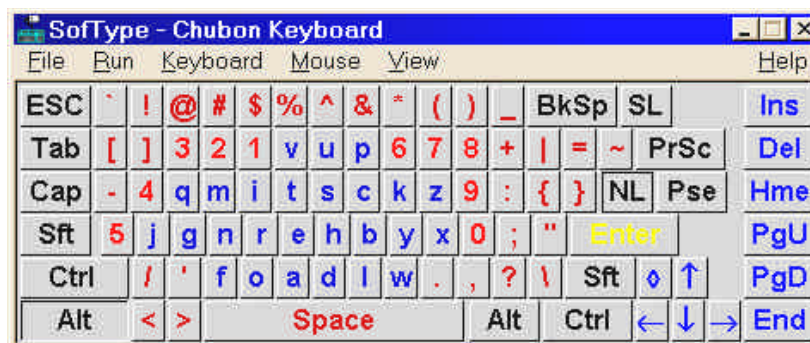 SofType - Chubon Keyboard
File Run Keyboard Mouse View Help
ESC ` ! @ # $ % ^ & * ( ) _ BkSp SL Ins
Tab [ ] 3 2 1 v u p 6 7 8 + | = ~ PrSc Del
Cap - 4 q m i t s c k z 9 : { } NL Pse Hme
Sft 5 j g n r e h b y x 0 ; " Enter PgU
Ctrl / ' f o a d l w . , ? \ Sft ◊ ↑ PgD
Alt < > Space Alt Ctrl ← ↓ → End